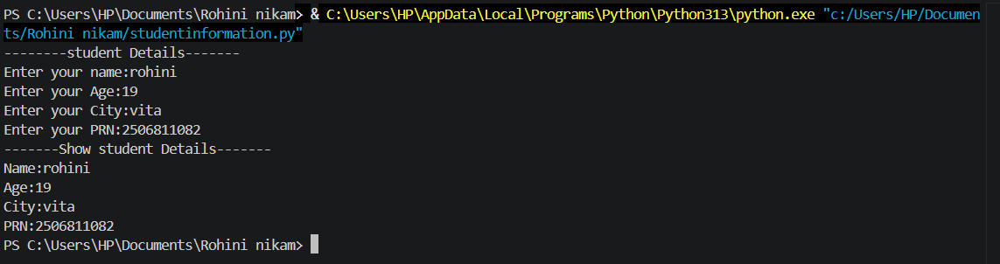 PS C:\Users\HP\Documents\Rohini nikam> & C:\Users\HP\AppData\Local\Programs\Python\Python313\python.exe "c:/Users/HP/Documen
ts/Rohini nikam/studentinformation.py"
--------student Details-------
Enter your name:rohini
Enter your Age:19
Enter your City:vita
Enter your PRN:2506811082
-------Show student Details-------
Name:rohini
Age:19
City:vita
PRN:2506811082
PS C:\Users\HP\Documents\Rohini nikam>